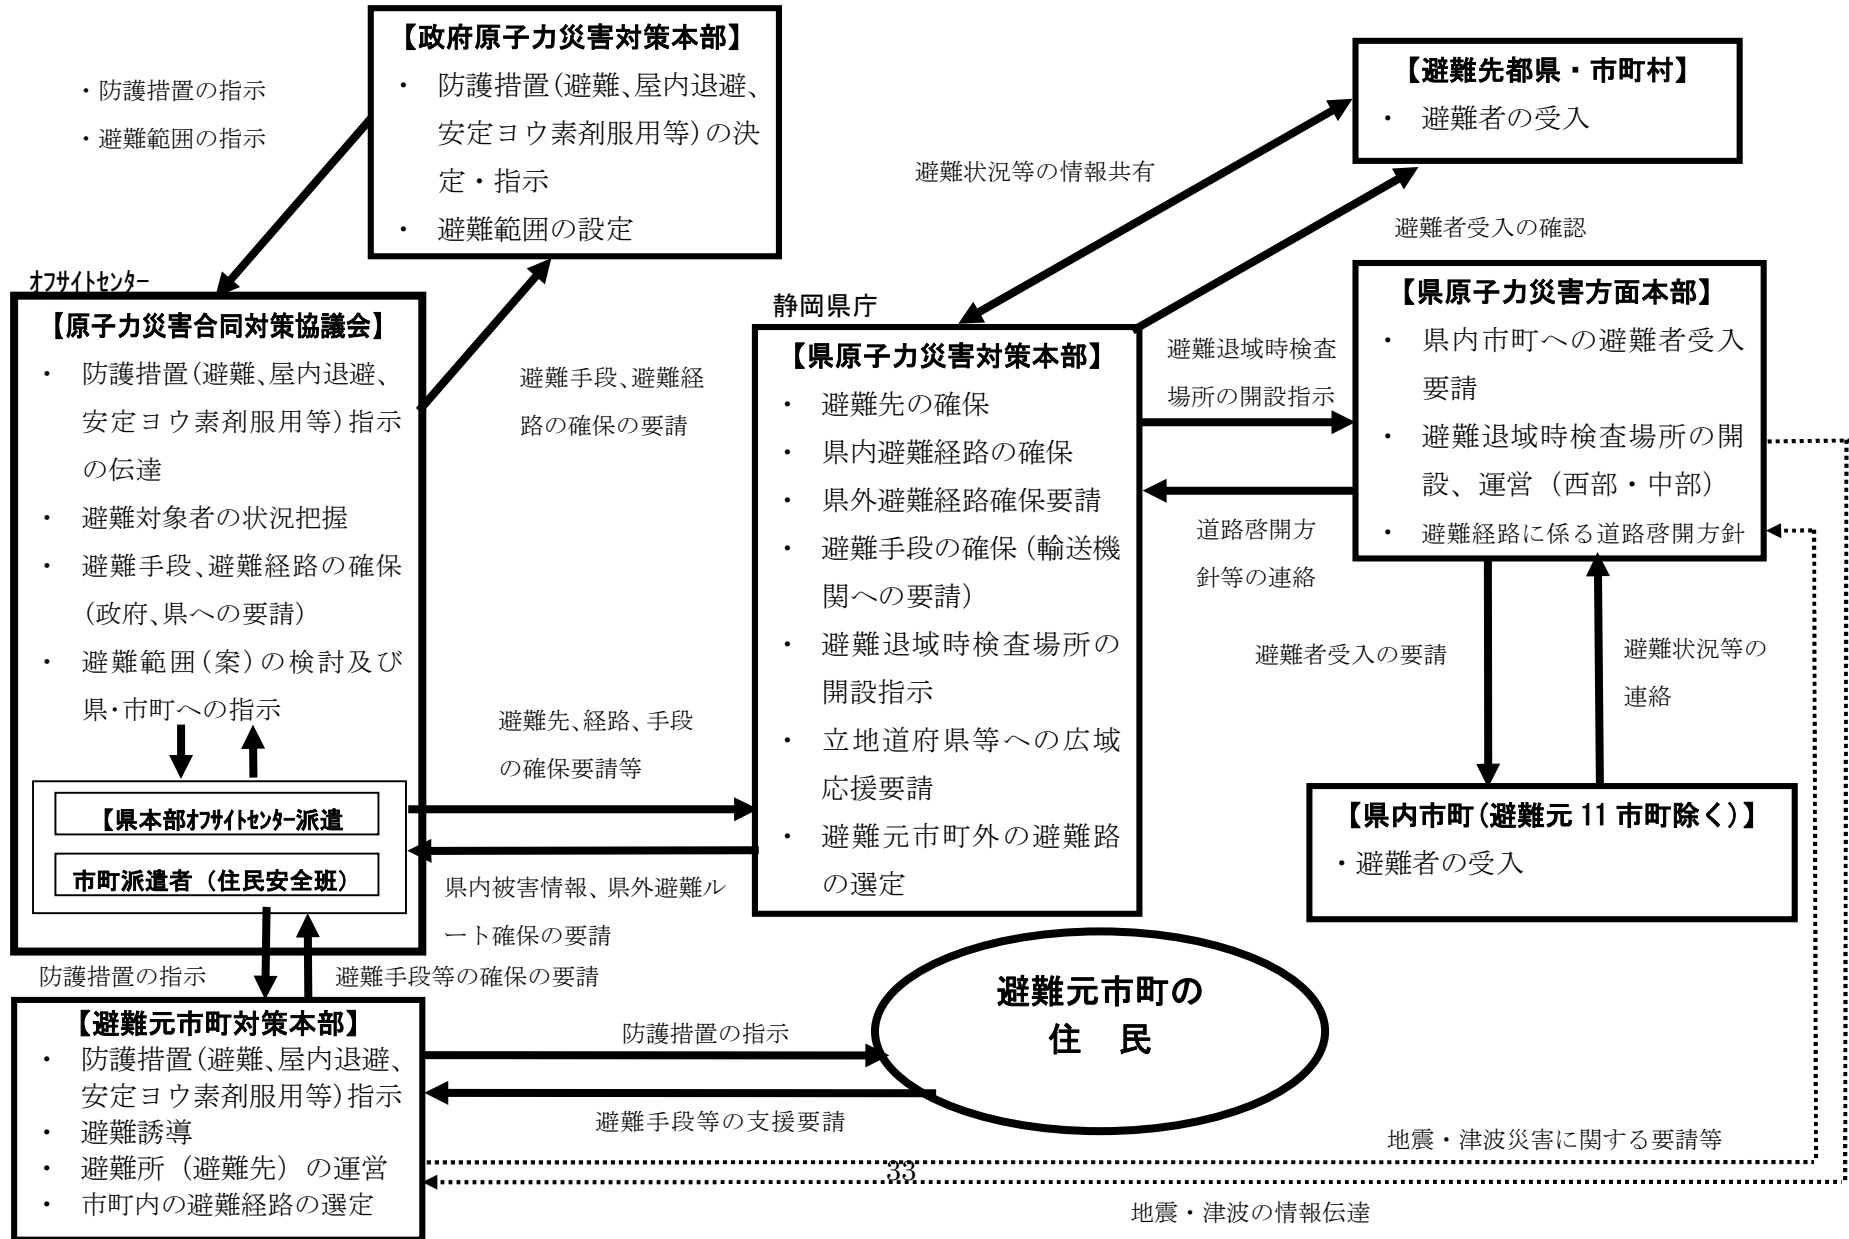 【政府原子力災害対策本部】
・ 防護措置(避難、屋内退避、
安定ヨウ素剤服用等)の決
定・指示
・ 避難範囲の設定
・防護措置の指示
・避難範囲の指示
【避難先都県・市町村】
・ 避難者の受入
避難状況等の情報共有
避難者受入の確認
オフサイトセンター
【原子力災害合同対策協議会】
・ 防護措置(避難、屋内退避、
安定ヨウ素剤服用等)指示
の伝達
・ 避難対象者の状況把握
・ 避難手段、避難経路の確保
(政府、県への要請)
・ 避難範囲(案)の検討及び
県・市町への指示
【県本部オフサイトセンター派遣
市町派遣者（住民安全班）
避難手段、避難経
路の確保の要請
避難先、経路、手段
の確保要請等
県内被害情報、県外避難ル
ート確保の要請
静岡県庁
【県原子力災害対策本部】
・ 避難先の確保
・ 県内避難経路の確保
・ 県外避難経路確保要請
・ 避難手段の確保（輸送機
関への要請）
・ 避難退域時検査場所の
開設指示
・ 立地道府県等への広域
応援要請
・ 避難元市町外の避難路
の選定
避難退域時検査
場所の開設指示
道路啓開方
針等の連絡
【県原子力災害方面本部】
・ 県内市町への避難者受入
要請
・ 避難退域時検査場所の開
設、運営（西部・中部）
・ 避難経路に係る道路啓開方針
避難者受入の要請
避難状況等の
連絡
【県内市町(避難元 11 市町除く)】
・避難者の受入
防護措置の指示
避難手段等の確保の要請
【避難元市町対策本部】
・ 防護措置(避難、屋内退避、
安定ヨウ素剤服用等)指示
・ 避難誘導
・ 避難所（避難先）の運営
・ 市町内の避難経路の選定
防護措置の指示
避難手段等の支援要請
避難元市町の
住 民
地震・津波災害に関する要請等
33
地震・津波の情報伝達